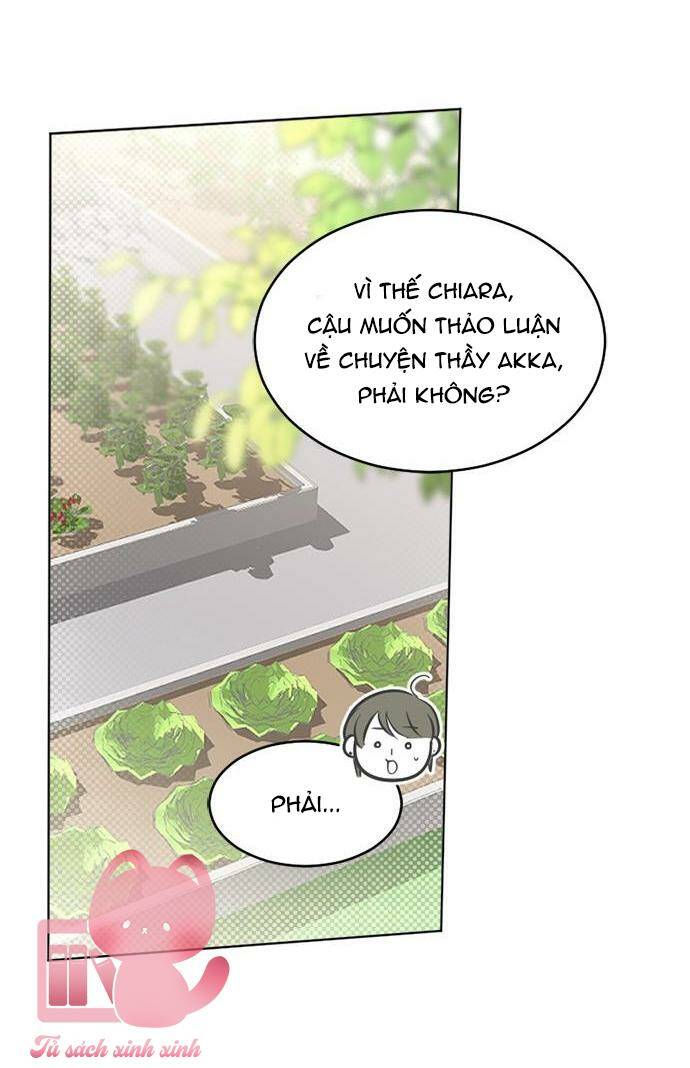 VÌ THẾ CHIARA,
CẬU MUỐN THẢO LUẬN
VỀ CHUYỆN THẦY AKKA,
PHẢI KHÔNG?
PHẢI...
Tủ sách xinh xinh